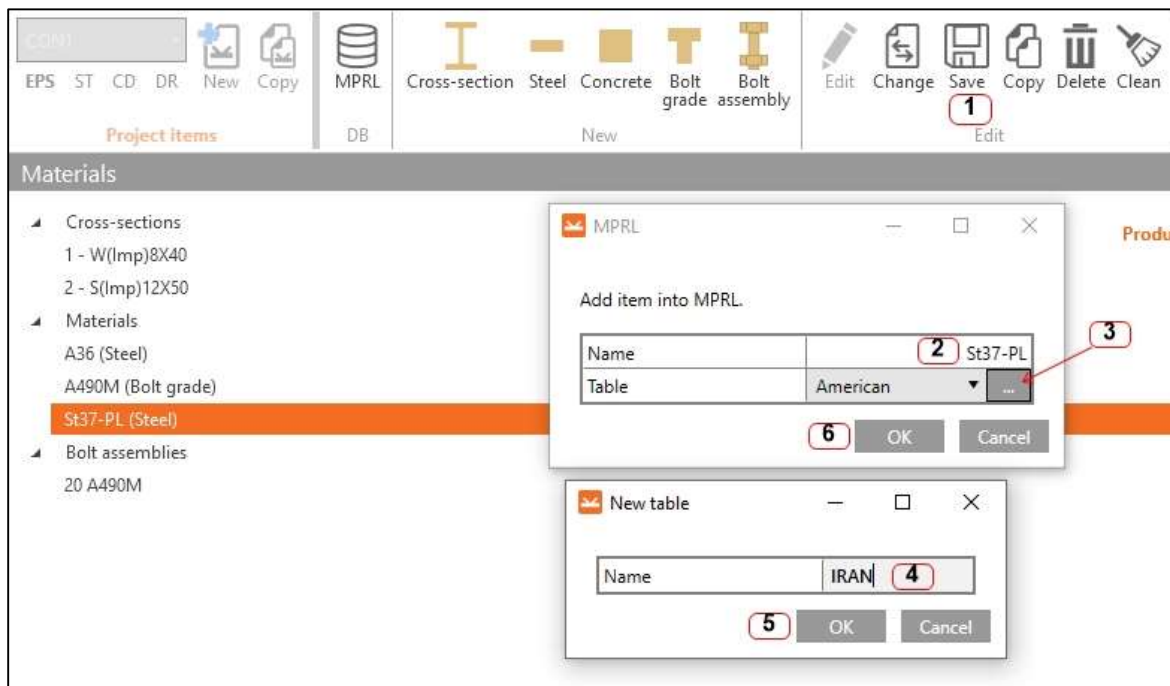 CON1
EPS ST CD DR New Copy
Project items
MPRL
DB
Cross-section Steel Concrete Bolt grade Bolt assembly
New
Edit Change Save Copy Delete Clean
1
Edit
Materials
Cross-sections
1 - W(Imp)8X40
2 - S(Imp)12X50
Materials
A36 (Steel)
A490M (Bolt grade)
St37-PL (Steel)
Bolt assemblies
20 A490M
MPRL
Produ
Add item into MPRL.
3
Name 2 St37-PL
Table American ...
6 OK Cancel
New table
Name IRAN 4
5 OK Cancel